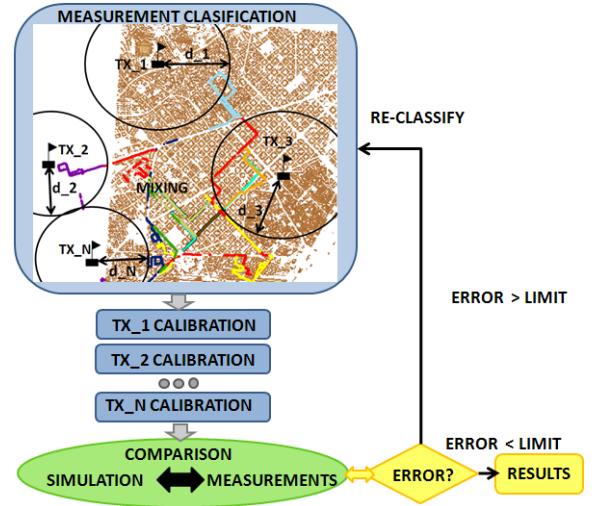 MEASUREMENT CLASIFICATION
TX_1
d_1
TX_2
d_2
TX_3
d_3
MIXING
TX_N
d_N
RE-CLASSIFY
ERROR > LIMIT
TX_1 CALIBRATION
TX_2 CALIBRATION
TX_N CALIBRATION
COMPARISON
SIMULATION MEASUREMENTS
ERROR?
ERROR < LIMIT
RESULTS